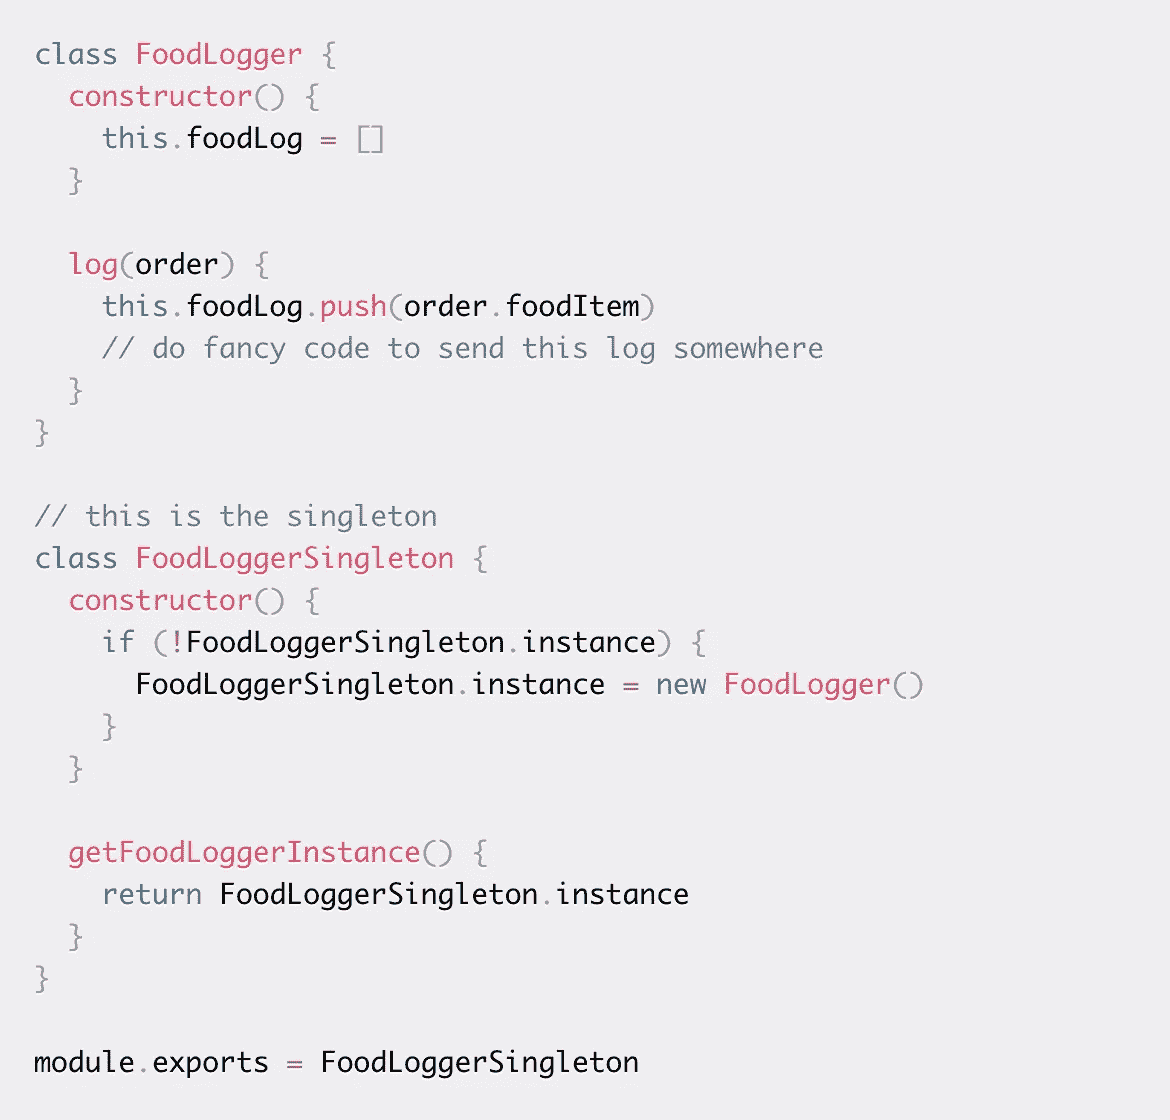 class FoodLogger {
  constructor() {
    this.foodLog = []
  }

  log(order) {
    this.foodLog.push(order.foodItem)
    // do fancy code to send this log somewhere
  }
}

// this is the singleton
class FoodLoggerSingleton {
  constructor() {
    if (!FoodLoggerSingleton.instance) {
      FoodLoggerSingleton.instance = new FoodLogger()
    }
  }

  getFoodLoggerInstance() {
    return FoodLoggerSingleton.instance
  }
}

module.exports = FoodLoggerSingleton